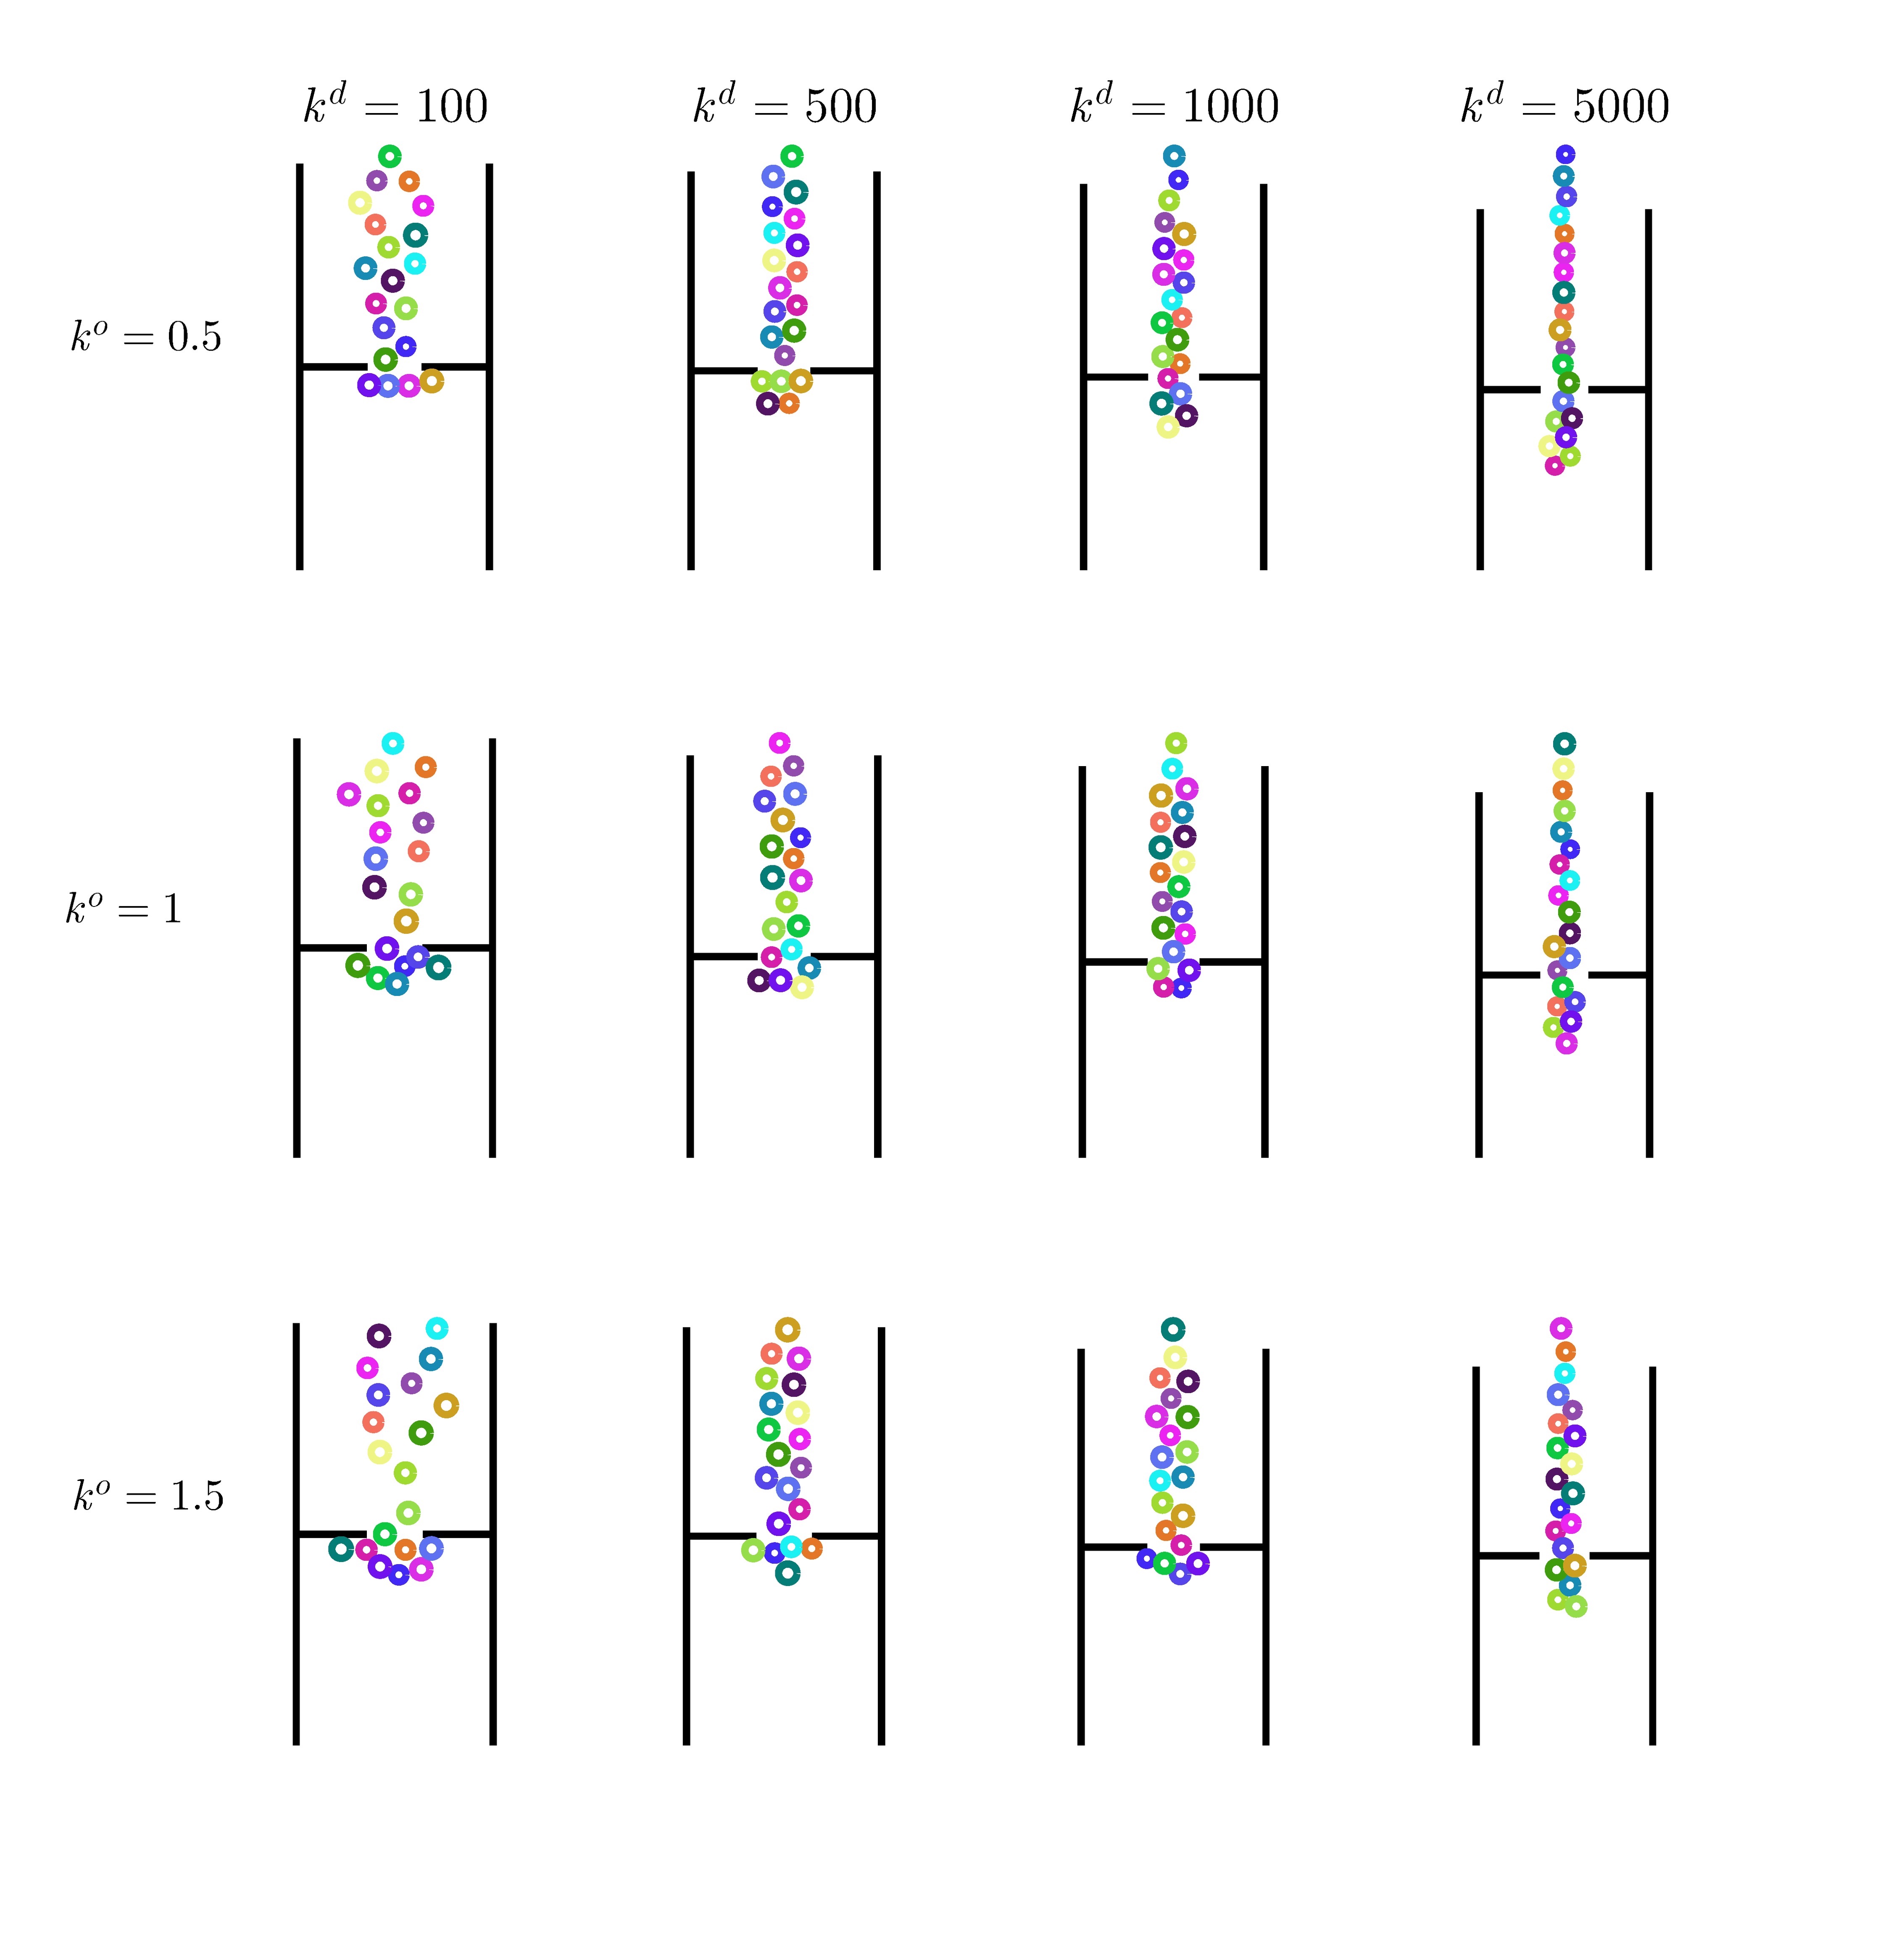 k^d = 100
k^d = 500
k^d = 1000
k^d = 5000
k^o = 0.5
k^o = 1
k^o = 1.5